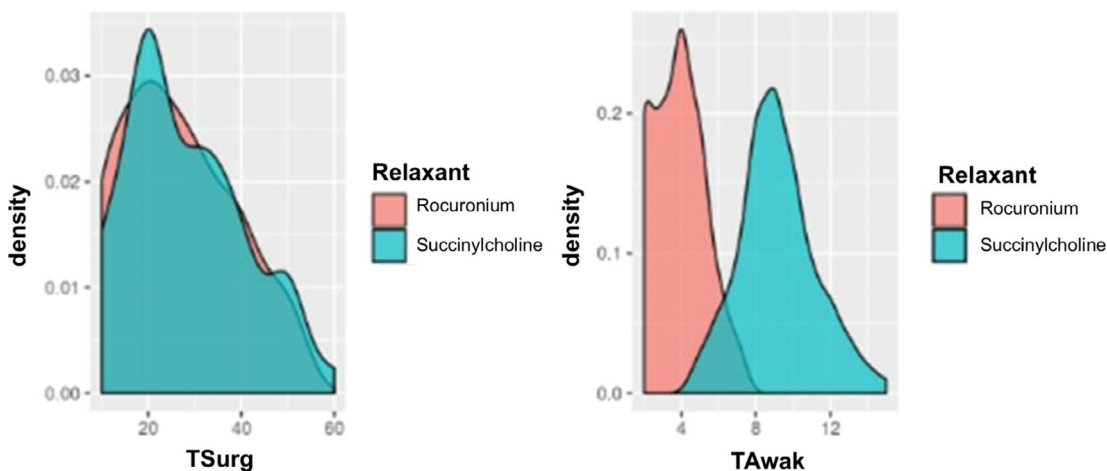 density
0.03
0.02
0.01
0.00
20 40 60
TSurg
Relaxant
Rocuronium
Succinylcholine
density
0.2
0.1
0.0
4 8 12
TAwak
Relaxant
Rocuronium
Succinylcholine